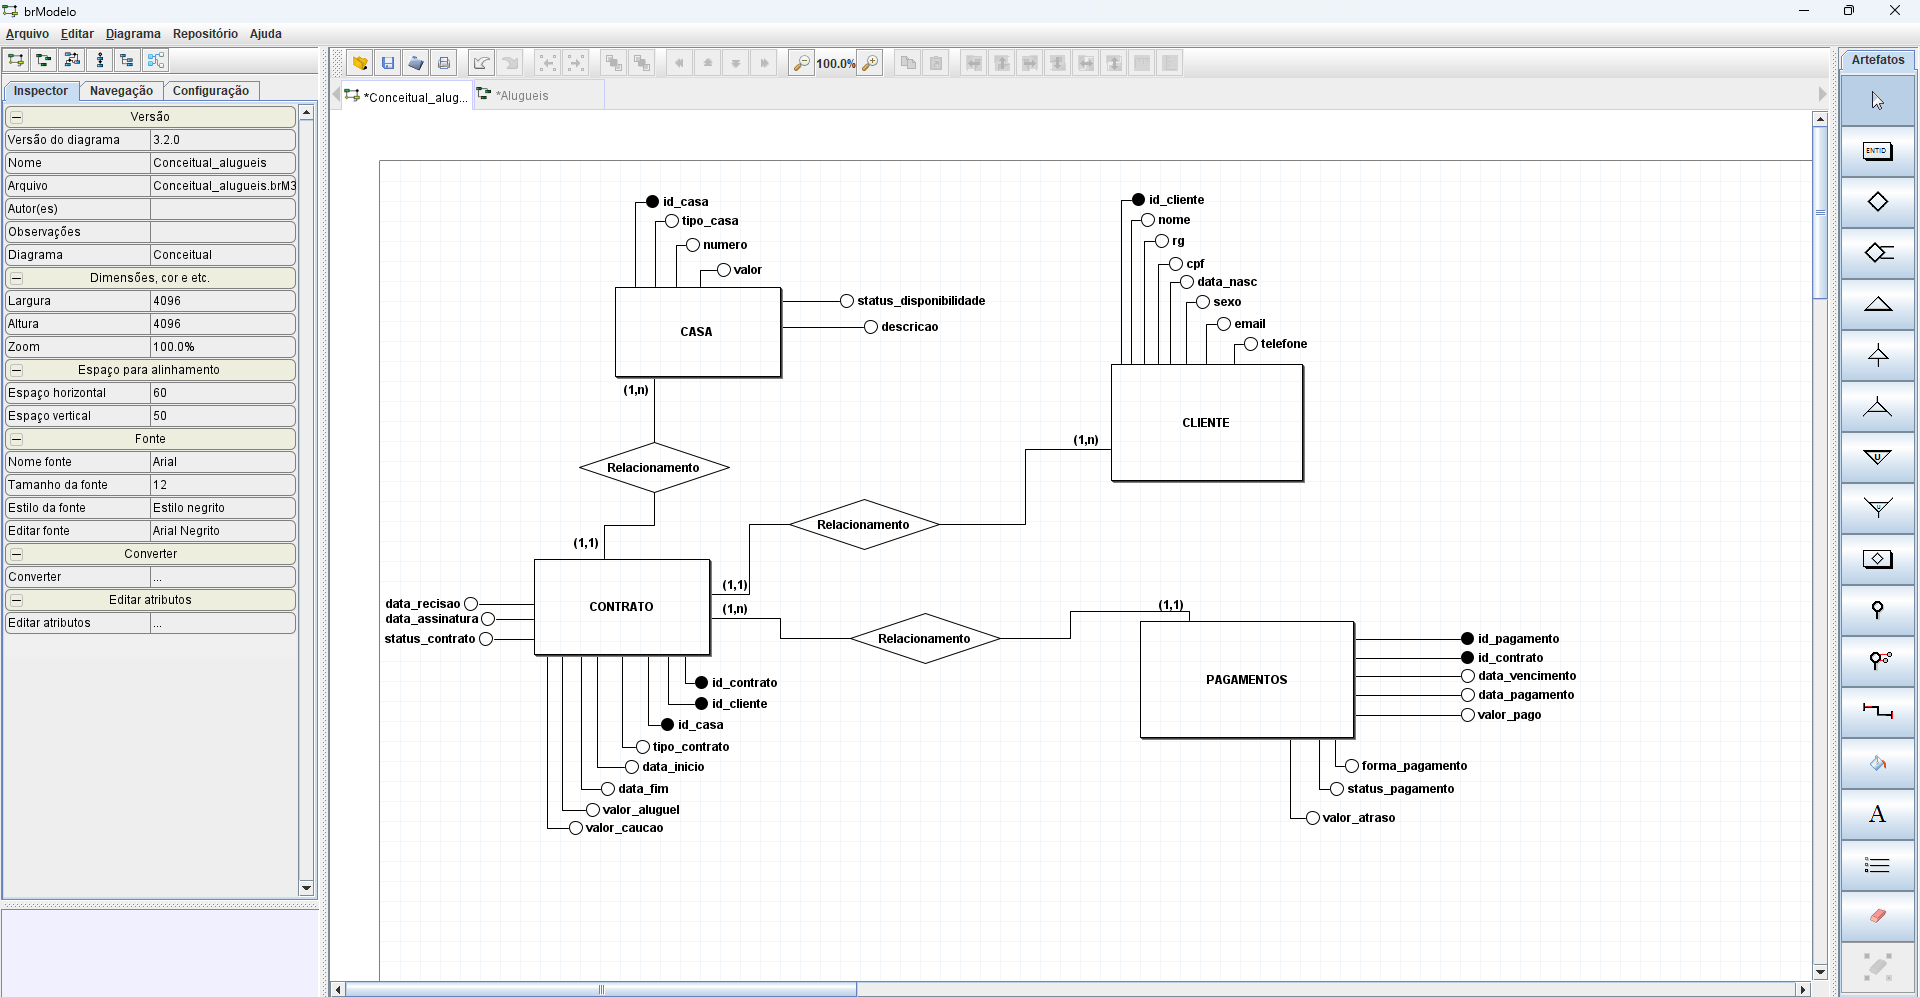 brModelo
Arquivo Editar Diagrama Repositório Ajuda
100.0%
Artefatos
Inspector Navegação Configuração
*Conceitual_alug... *Alugueis
Versão
Versão do diagrama 3.2.0
Nome Conceitual_alugueis
Arquivo Conceitual_alugueis.brM3
Autor(es)
Observações
Diagrama Conceitual
Dimensões, cor e etc.
Largura 4096
Altura 4096
Zoom 100.0%
Espaço para alinhamento
Espaço horizontal 60
Espaço vertical 50
Fonte
Nome fonte Arial
Tamanho da fonte 12
Estilo da fonte Estilo negrito
Editar fonte Arial Negrito
Converter
Converter ...
Editar atributos
Editar atributos ...
id_casa
tipo_casa
numero
valor
status_disponibilidade
descricao
CASA
(1,n)
Relacionamento
(1,1)
id_cliente
nome
rg
cpf
data_nasc
sexo
email
telefone
CLIENTE
(1,n)
Relacionamento
(1,1)
CONTRATO
data_recisao
data_assinatura
status_contrato
(1,n)
Relacionamento
(1,1)
id_contrato
id_cliente
id_casa
tipo_contrato
data_inicio
data_fim
valor_aluguel
valor_caucao
PAGAMENTOS
id_pagamento
id_contrato
data_vencimento
data_pagamento
valor_pago
forma_pagamento
status_pagamento
valor_atraso
ENTID
U
A